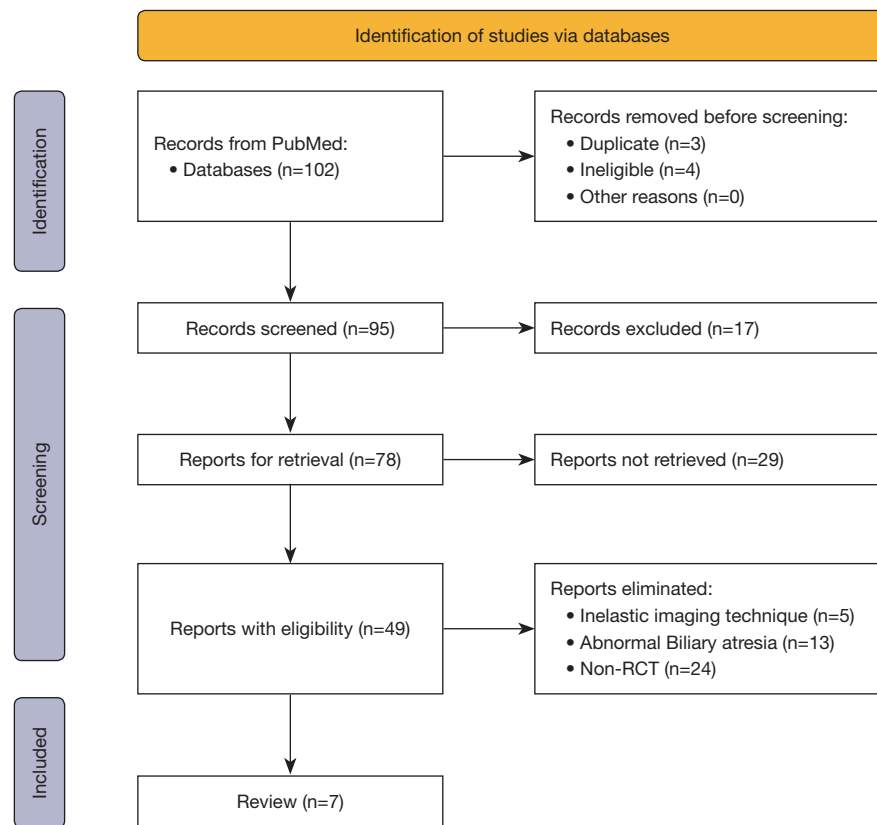 Identification of studies via databases
Identification
Records from PubMed:
• Databases (n=102)
Records removed before screening:
• Duplicate (n=3)
• Ineligible (n=4)
• Other reasons (n=0)
Screening
Records screened (n=95)
Records excluded (n=17)
Reports for retrieval (n=78)
Reports not retrieved (n=29)
Reports with eligibility (n=49)
Reports eliminated:
• Inelastic imaging technique (n=5)
• Abnormal Biliary atresia (n=13)
• Non-RCT (n=24)
Included
Review (n=7)